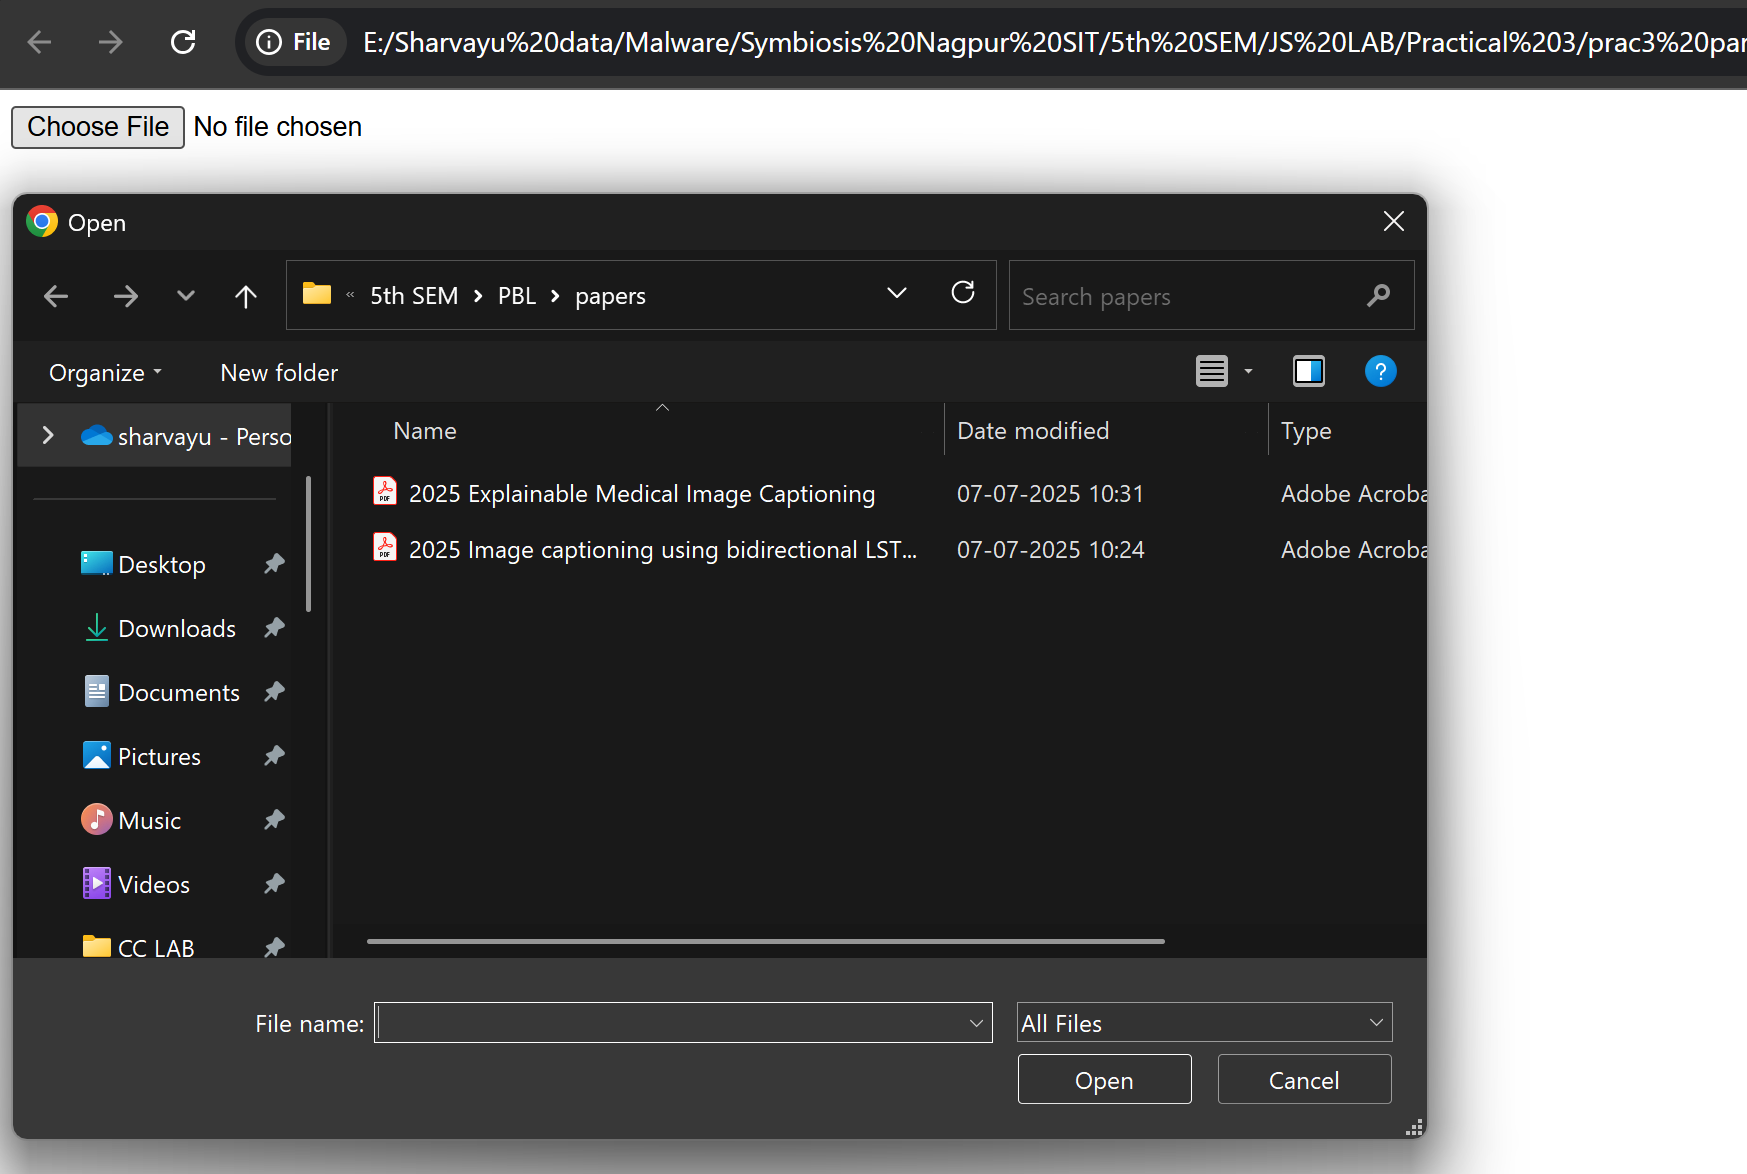 File E:/Sharvayu%20data/Malware/Symbiosis%20Nagpur%20SIT/5th%20SEM/JS%20LAB/Practical%203/prac3%20par
Choose File No file chosen
Open
« 5th SEM > PBL > papers
Search papers
Organize New folder
?
sharvayu - Perso
Name Date modified Type
PDF 2025 Explainable Medical Image Captioning 07-07-2025 10:31 Adobe Acroba
PDF 2025 Image captioning using bidirectional LST... 07-07-2025 10:24 Adobe Acroba
Desktop
Downloads
Documents
Pictures
Music
Videos
CC LAB
File name:
All Files
Open Cancel